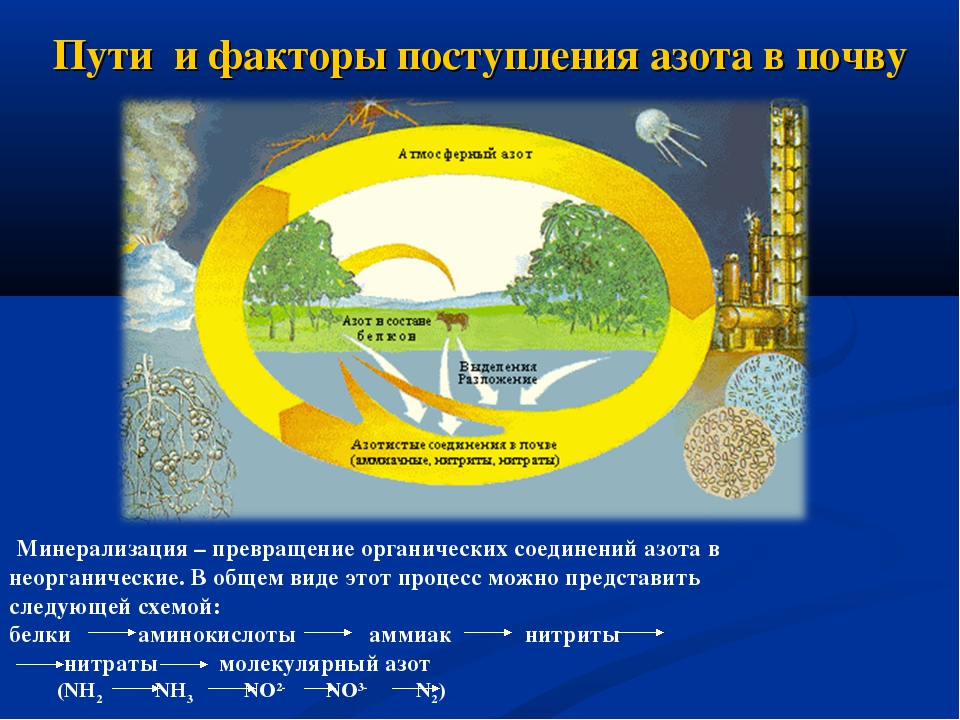 Пути и факторы поступления азота в почву
Атмосферный азот
Азот в составе
белков
Выделения
Разложение
Азотистые соединения в почве
(аммиачные, нитриты, нитраты)
Минерализация – превращение органических соединений азота в
неорганические. В общем виде этот процесс можно представить
следующей схемой:
белки → аминокислоты → аммиак → нитриты →
→ нитраты → молекулярный азот
(NH₂ → NH₃ → NO²⁻ → NO³⁻ → N₂)